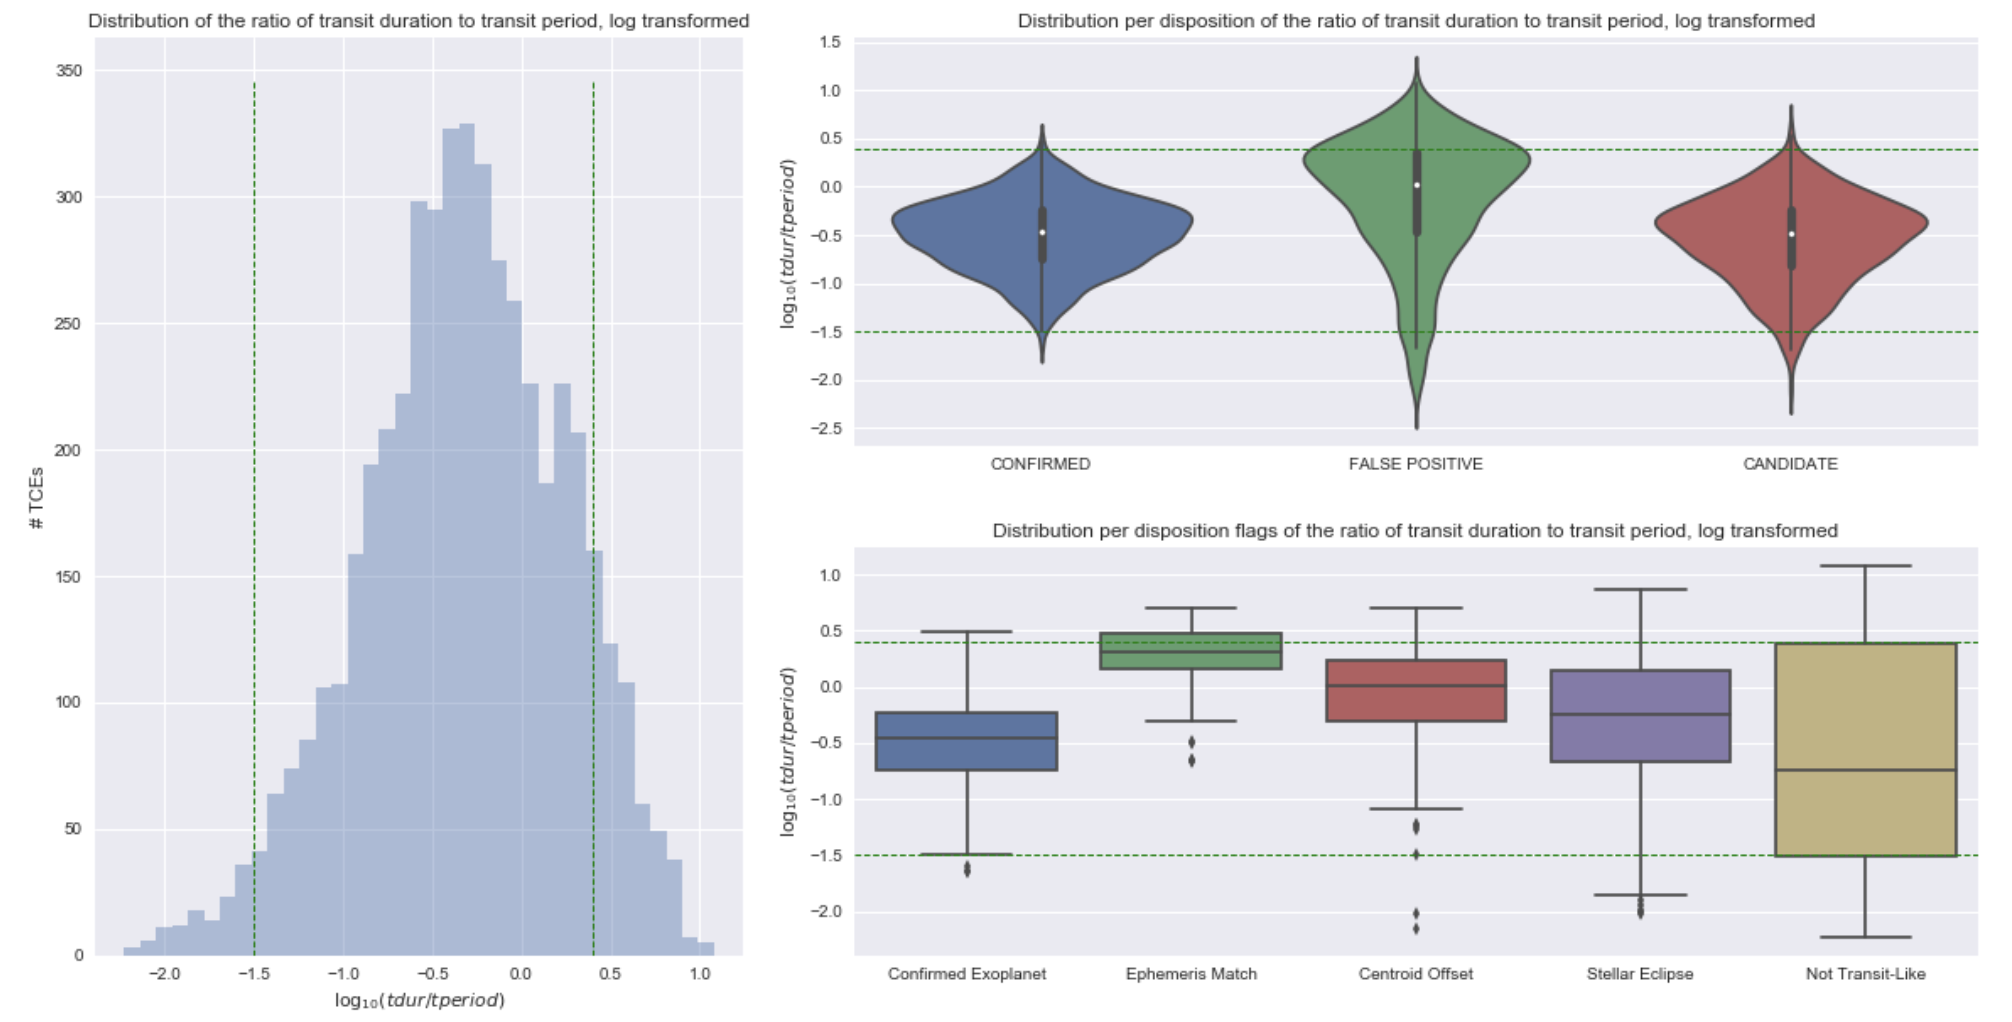 Distribution of the ratio of transit duration to transit period, log transformed
350
300
250
200
150
100
50
0
# TCEs
−2.0 −1.5 −1.0 −0.5 0.0 0.5 1.0
log₁₀(tdur/tperiod)
Distribution per disposition of the ratio of transit duration to transit period, log transformed
1.5
1.0
0.5
0.0
−0.5
−1.0
−1.5
−2.0
−2.5
log₁₀(tdur/tperiod)
CONFIRMED FALSE POSITIVE CANDIDATE
Distribution per disposition flags of the ratio of transit duration to transit period, log transformed
1.0
0.5
0.0
−0.5
−1.0
−1.5
−2.0
log₁₀(tdur/tperiod)
Confirmed Exoplanet Ephemeris Match Centroid Offset Stellar Eclipse Not Transit-Like